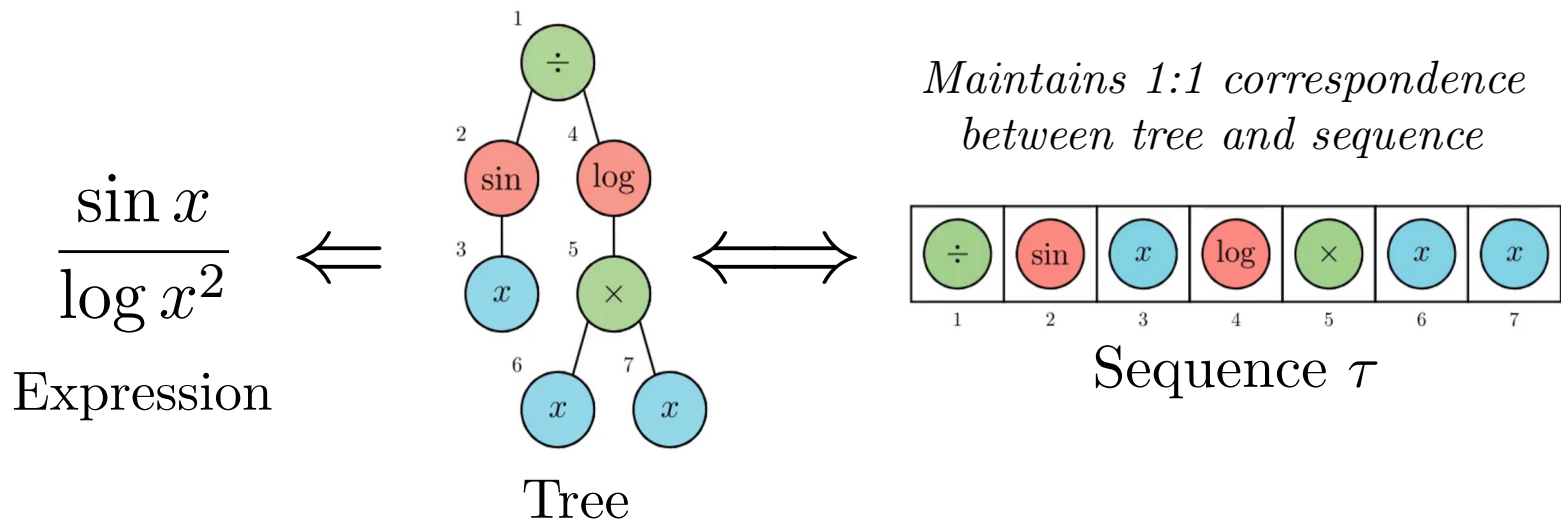 sin x
log x²
Expression
1
÷
2
4
sin
log
3
5
x
×
6
7
x
x
Tree
Maintains 1:1 correspondence
between tree and sequence
÷ sin x log × x x
1 2 3 4 5 6 7
Sequence τ